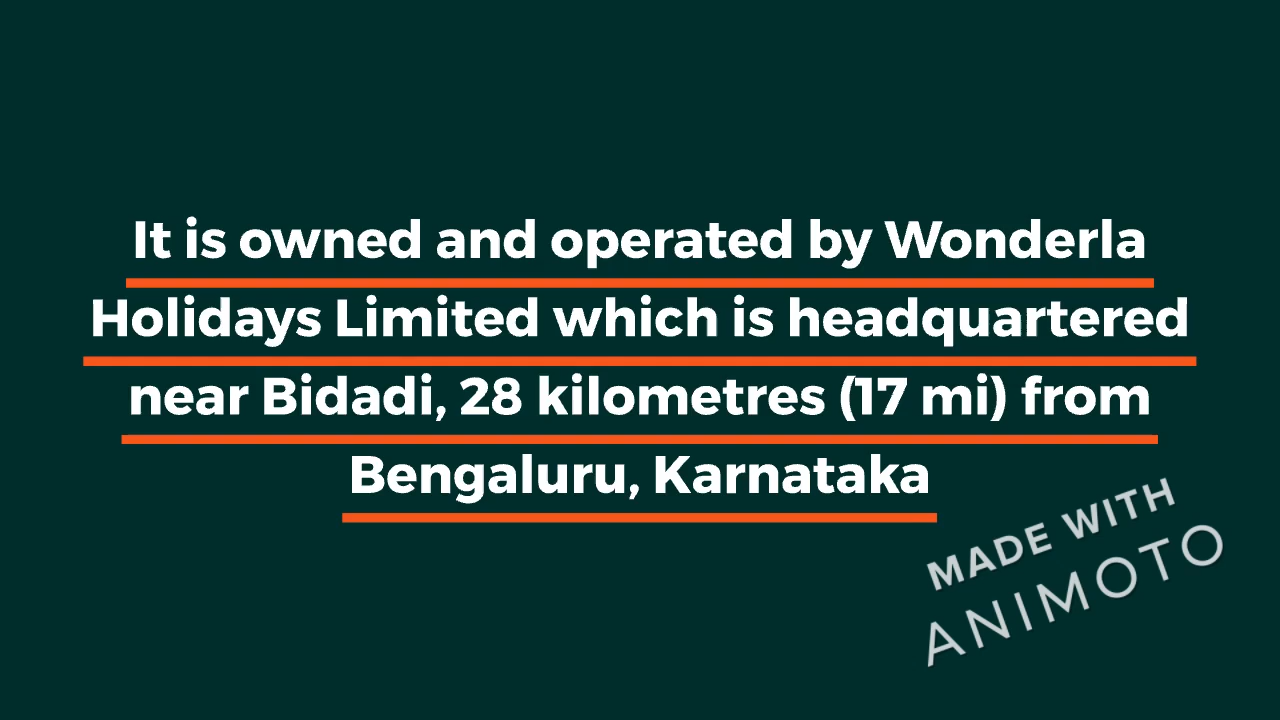 It is owned and operated by Wonderla
Holidays Limited which is headquartered
near Bidadi, 28 kilometres (17 mi) from
Bengaluru, Karnataka
MADE WITH
ANIMOTO